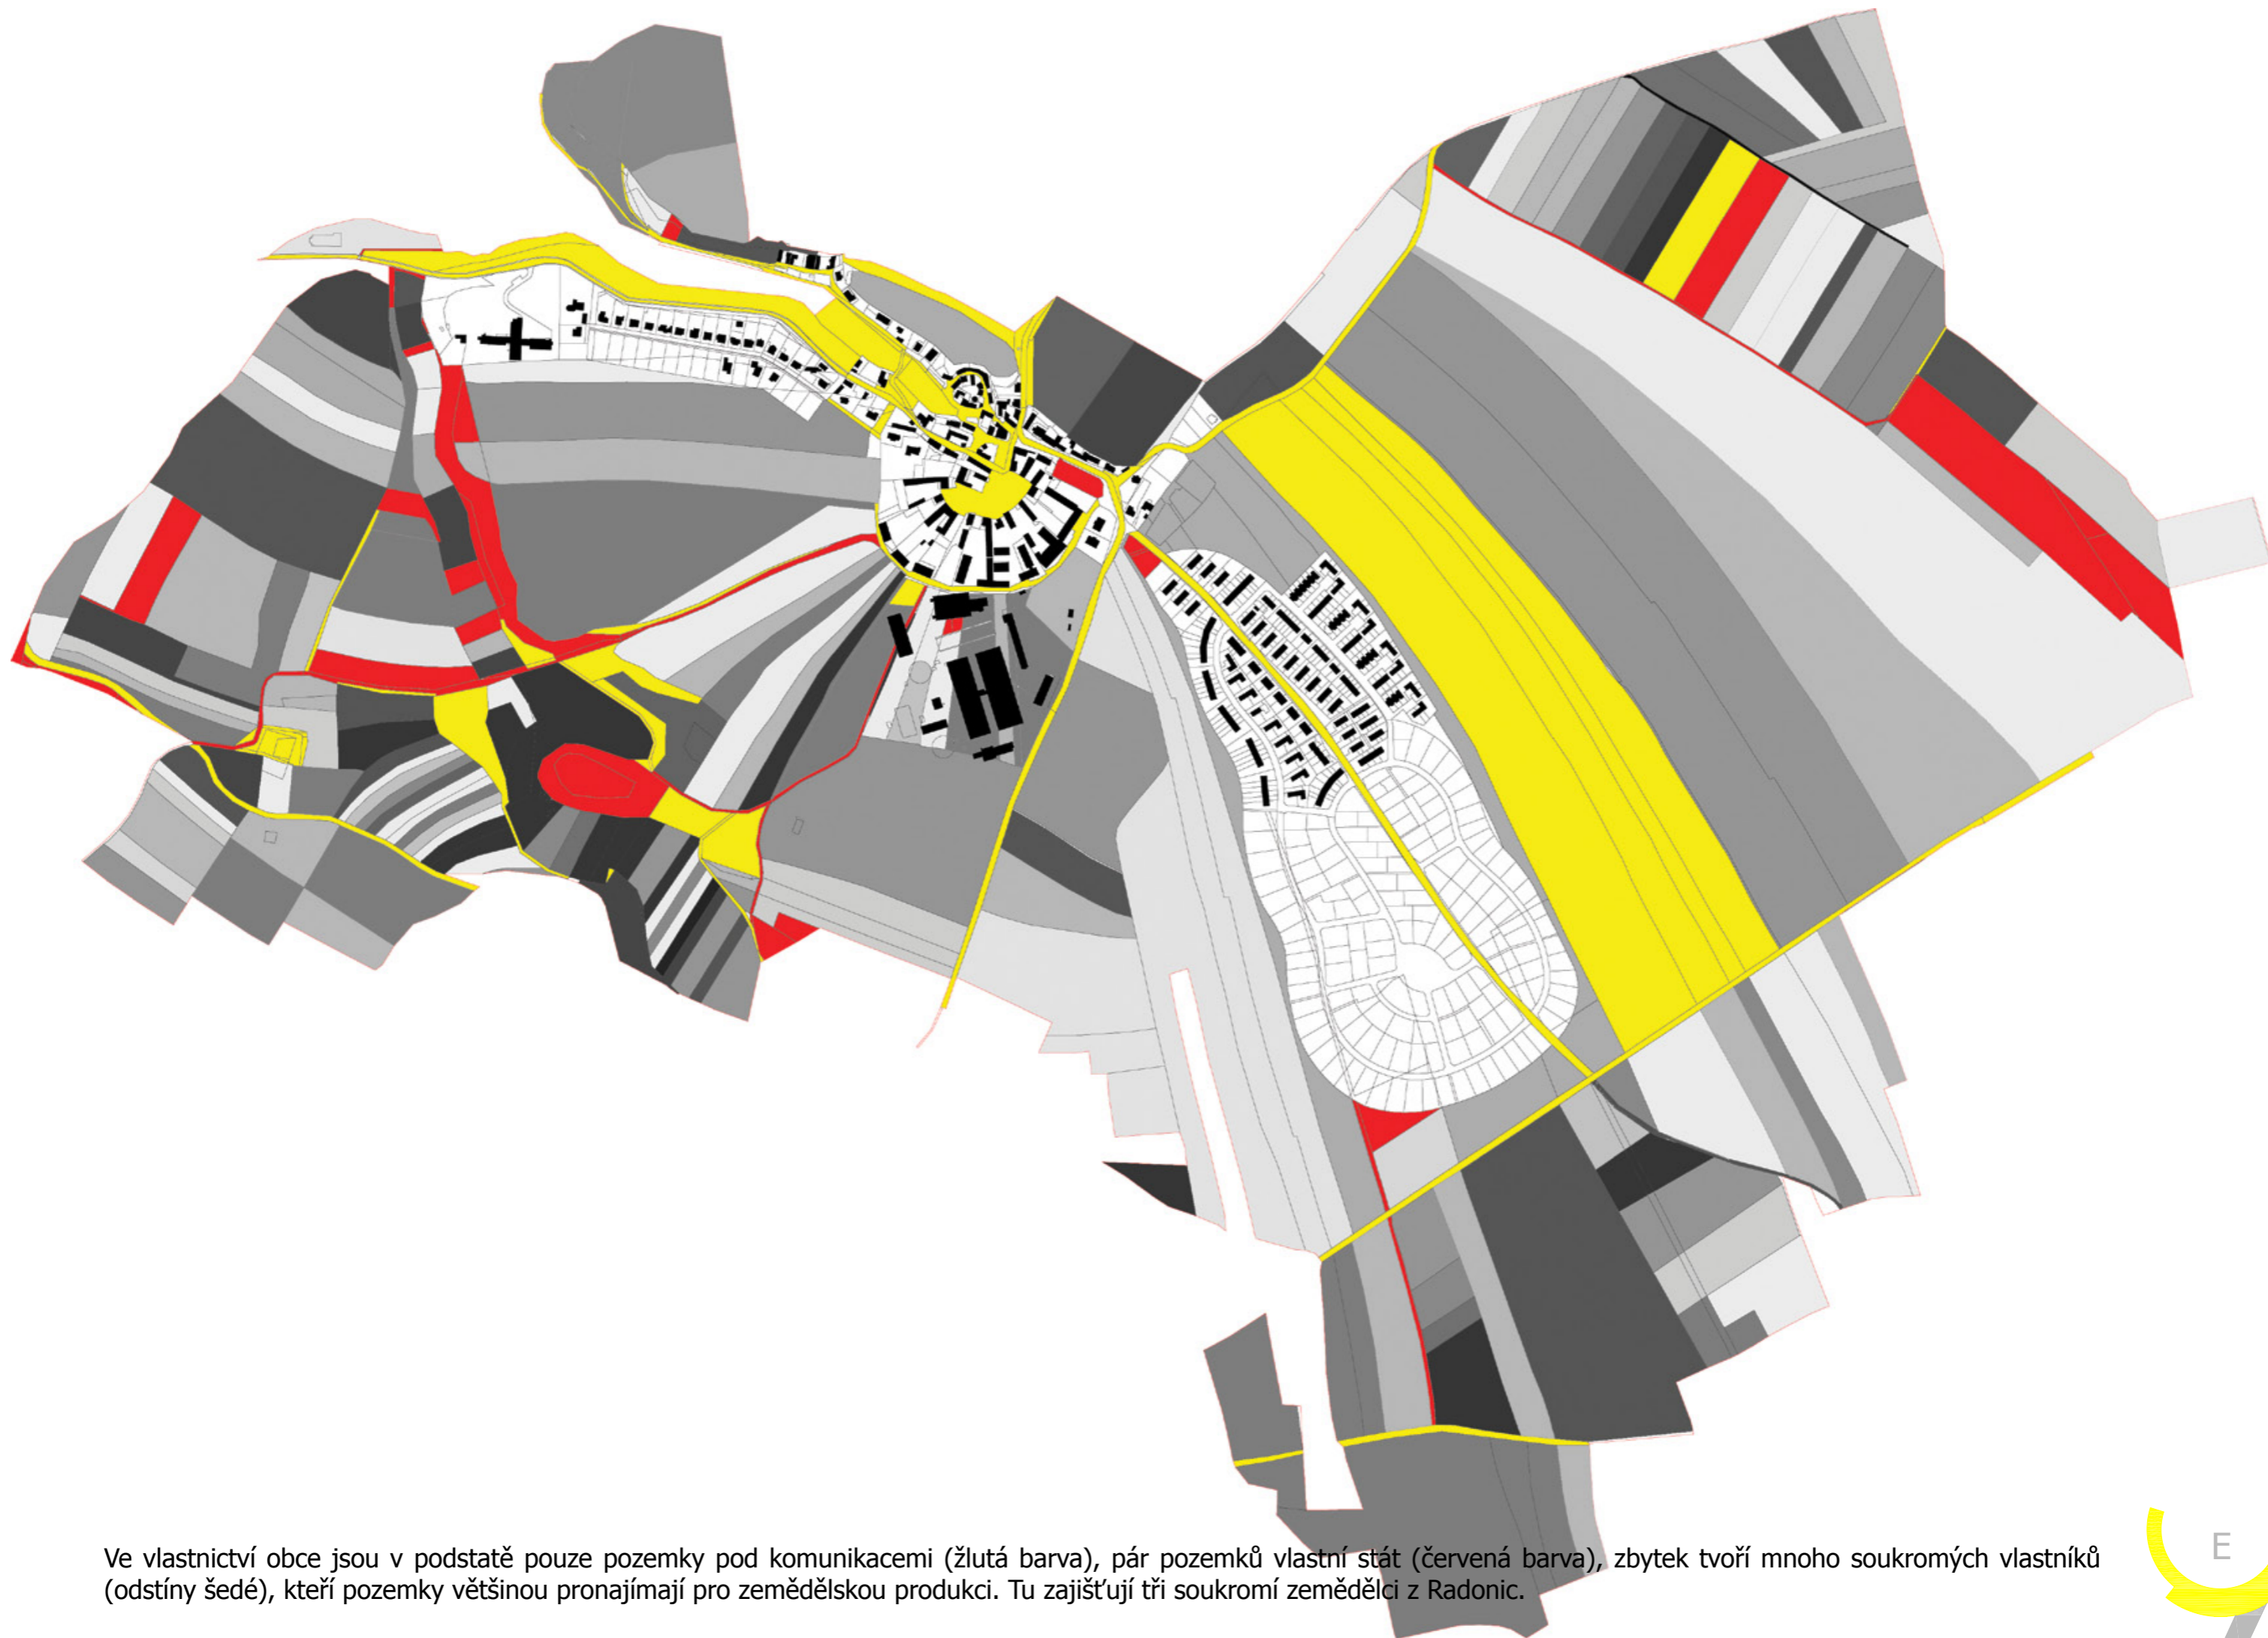 Ve vlastnictví obce jsou v podstatě pouze pozemky pod komunikacemi (žlutá barva), pár pozemků vlastní stát (červená barva), zbytek tvoří mnoho soukromých vlastníků
(odstíny šedé), kteří pozemky většinou pronajímají pro zemědělskou produkci. Tu zajišťují tři soukromí zemědělci z Radonic.
E